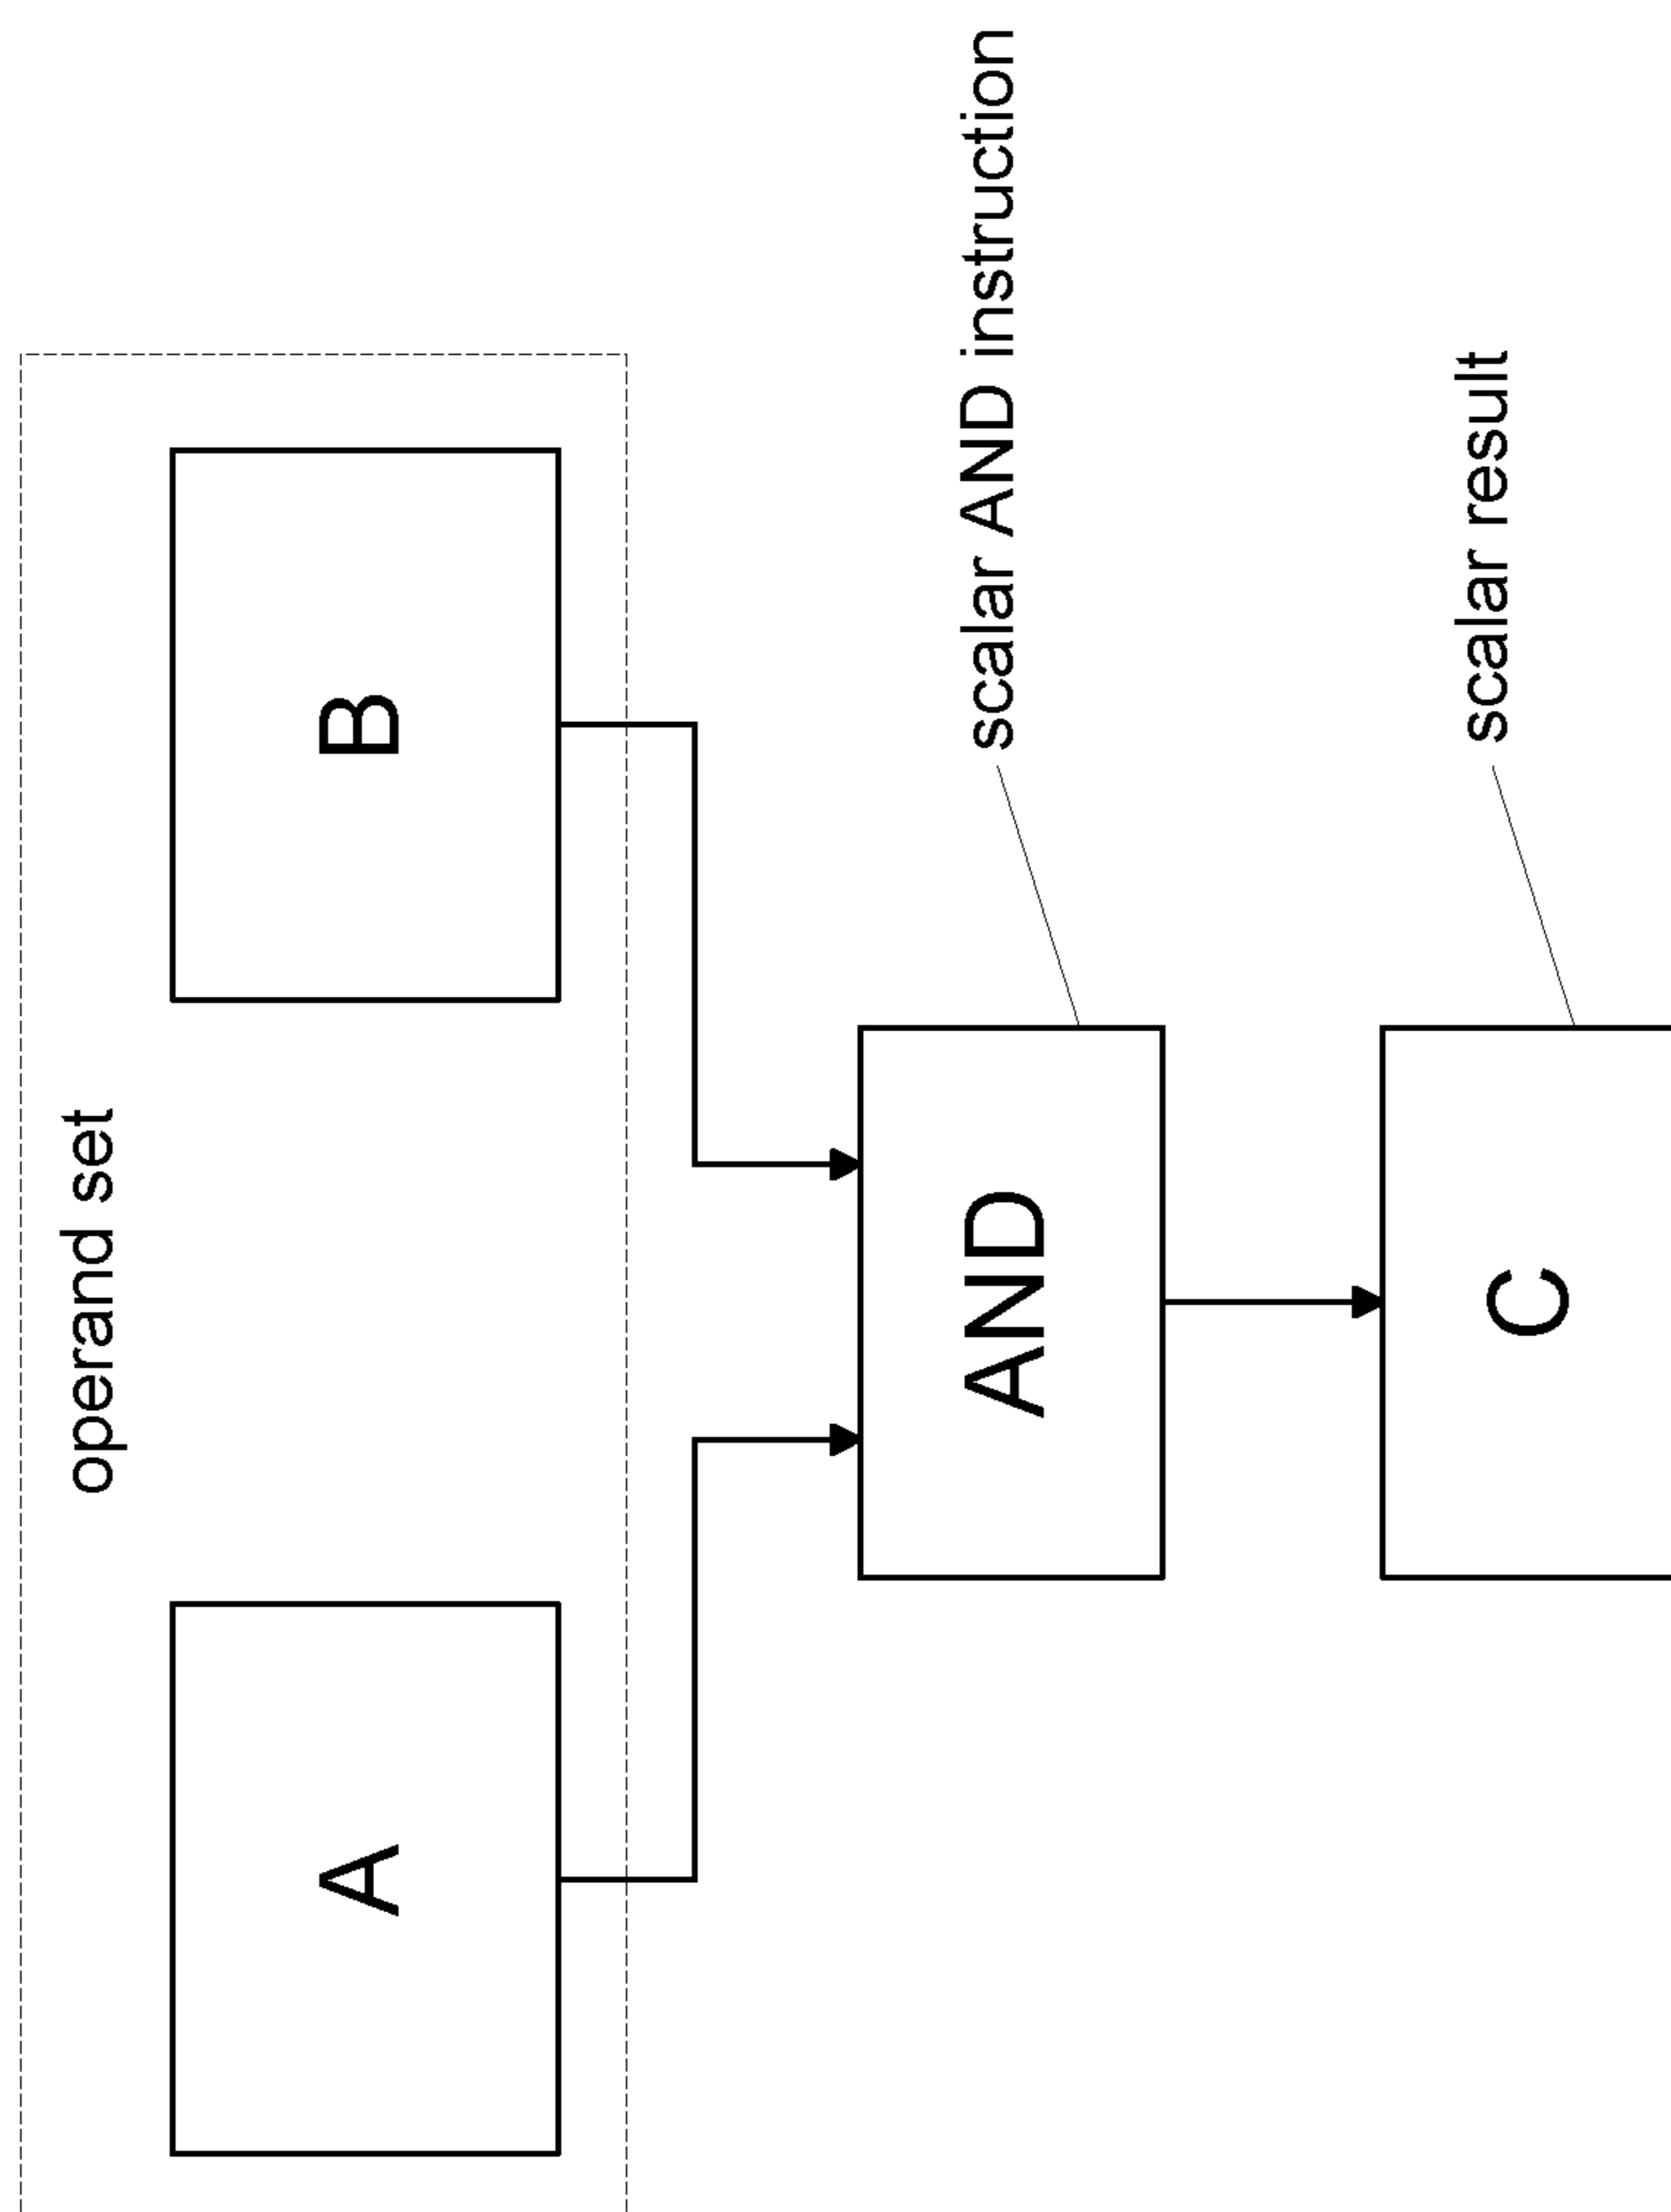 operand set
A
B
AND
scalar AND instruction
C
scalar result